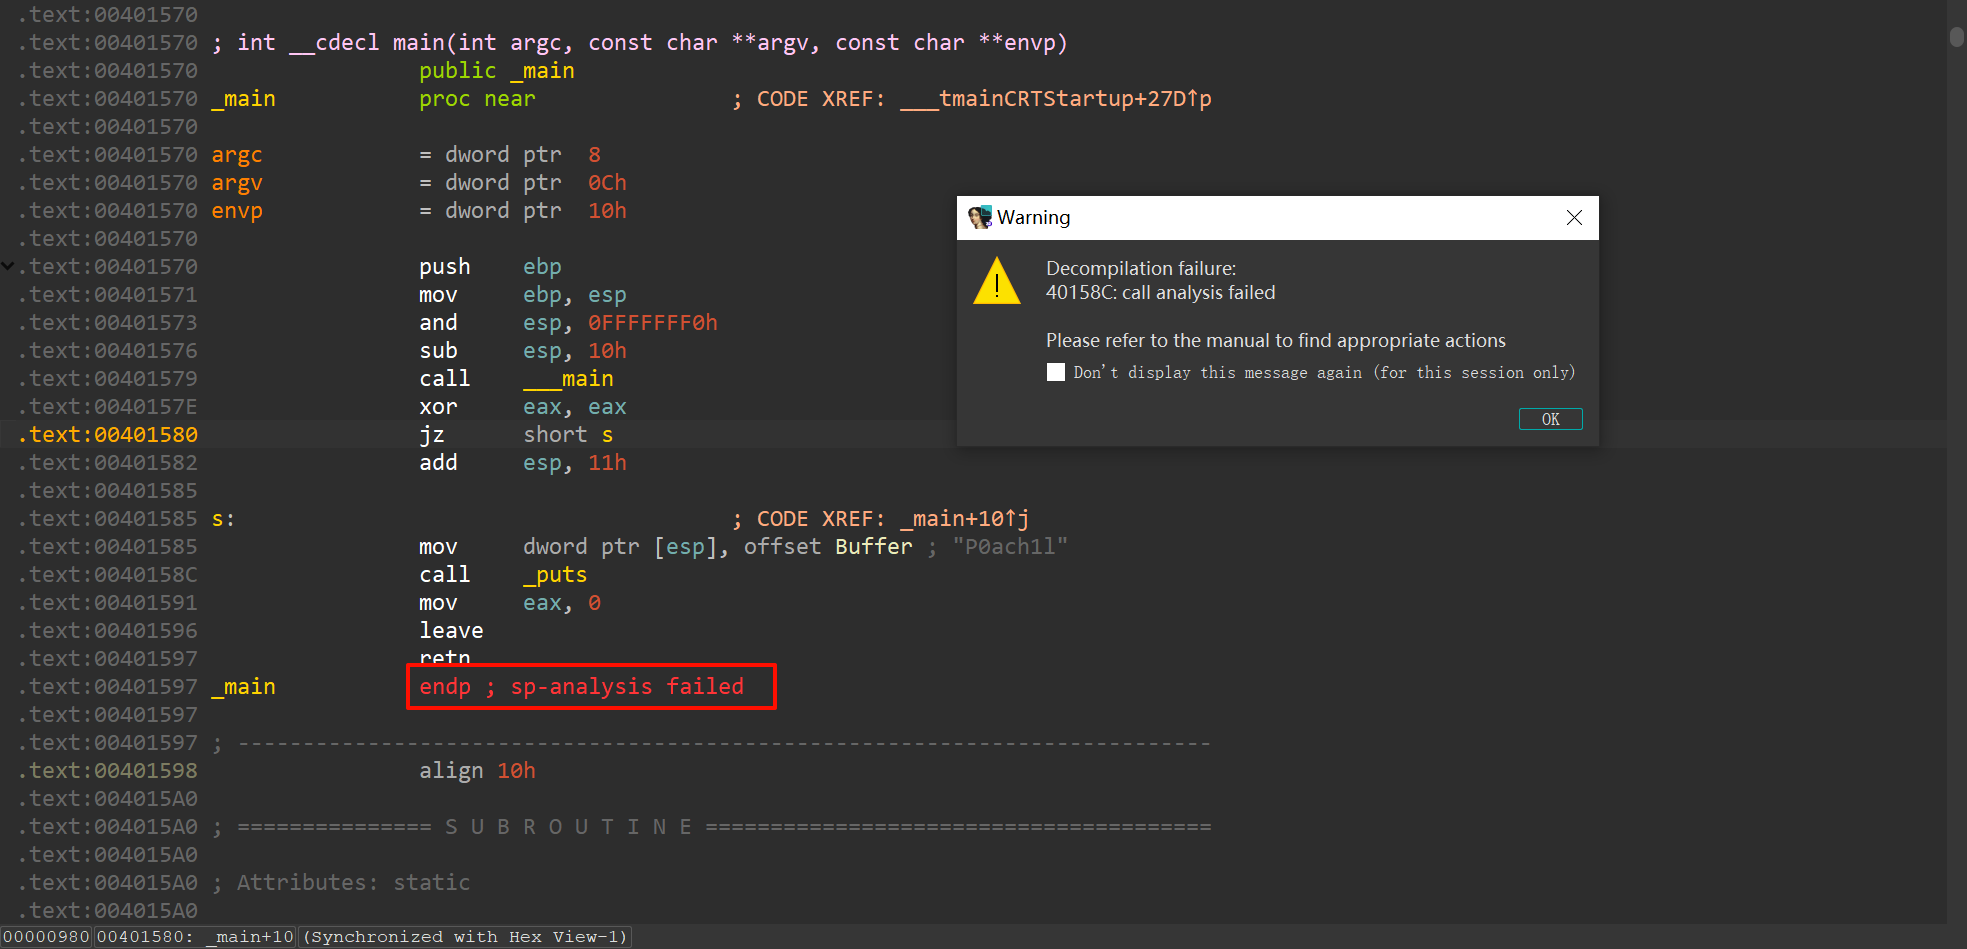 .text:00401570
.text:00401570 ; int __cdecl main(int argc, const char **argv, const char **envp)
.text:00401570 public _main
.text:00401570 _main proc near ; CODE XREF: ___tmainCRTStartup+27D↑p
.text:00401570
.text:00401570 argc = dword ptr 8
.text:00401570 argv = dword ptr 0Ch
.text:00401570 envp = dword ptr 10h
.text:00401570
.text:00401570 push ebp
.text:00401571 mov ebp, esp
.text:00401573 and esp, 0FFFFFFF0h
.text:00401576 sub esp, 10h
.text:00401579 call ___main
.text:0040157E xor eax, eax
.text:00401580 jz short s
.text:00401582 add esp, 11h
.text:00401585
.text:00401585 s: ; CODE XREF: _main+10↑j
.text:00401585 mov dword ptr [esp], offset Buffer ; "P0ach1l"
.text:0040158C call _puts
.text:00401591 mov eax, 0
.text:00401596 leave
.text:00401597 retn
.text:00401597 _main endp ; sp-analysis failed
.text:00401597
.text:00401597 ; ---------------------------------------------------------------------------
.text:00401598 align 10h
.text:004015A0
.text:004015A0 ; =============== S U B R O U T I N E =======================================
.text:004015A0
.text:004015A0 ; Attributes: static
.text:004015A0
00000980 00401580: _main+10 (Synchronized with Hex View-1)
Warning
Decompilation failure:
40158C: call analysis failed
Please refer to the manual to find appropriate actions
Don't display this message again (for this session only)
OK